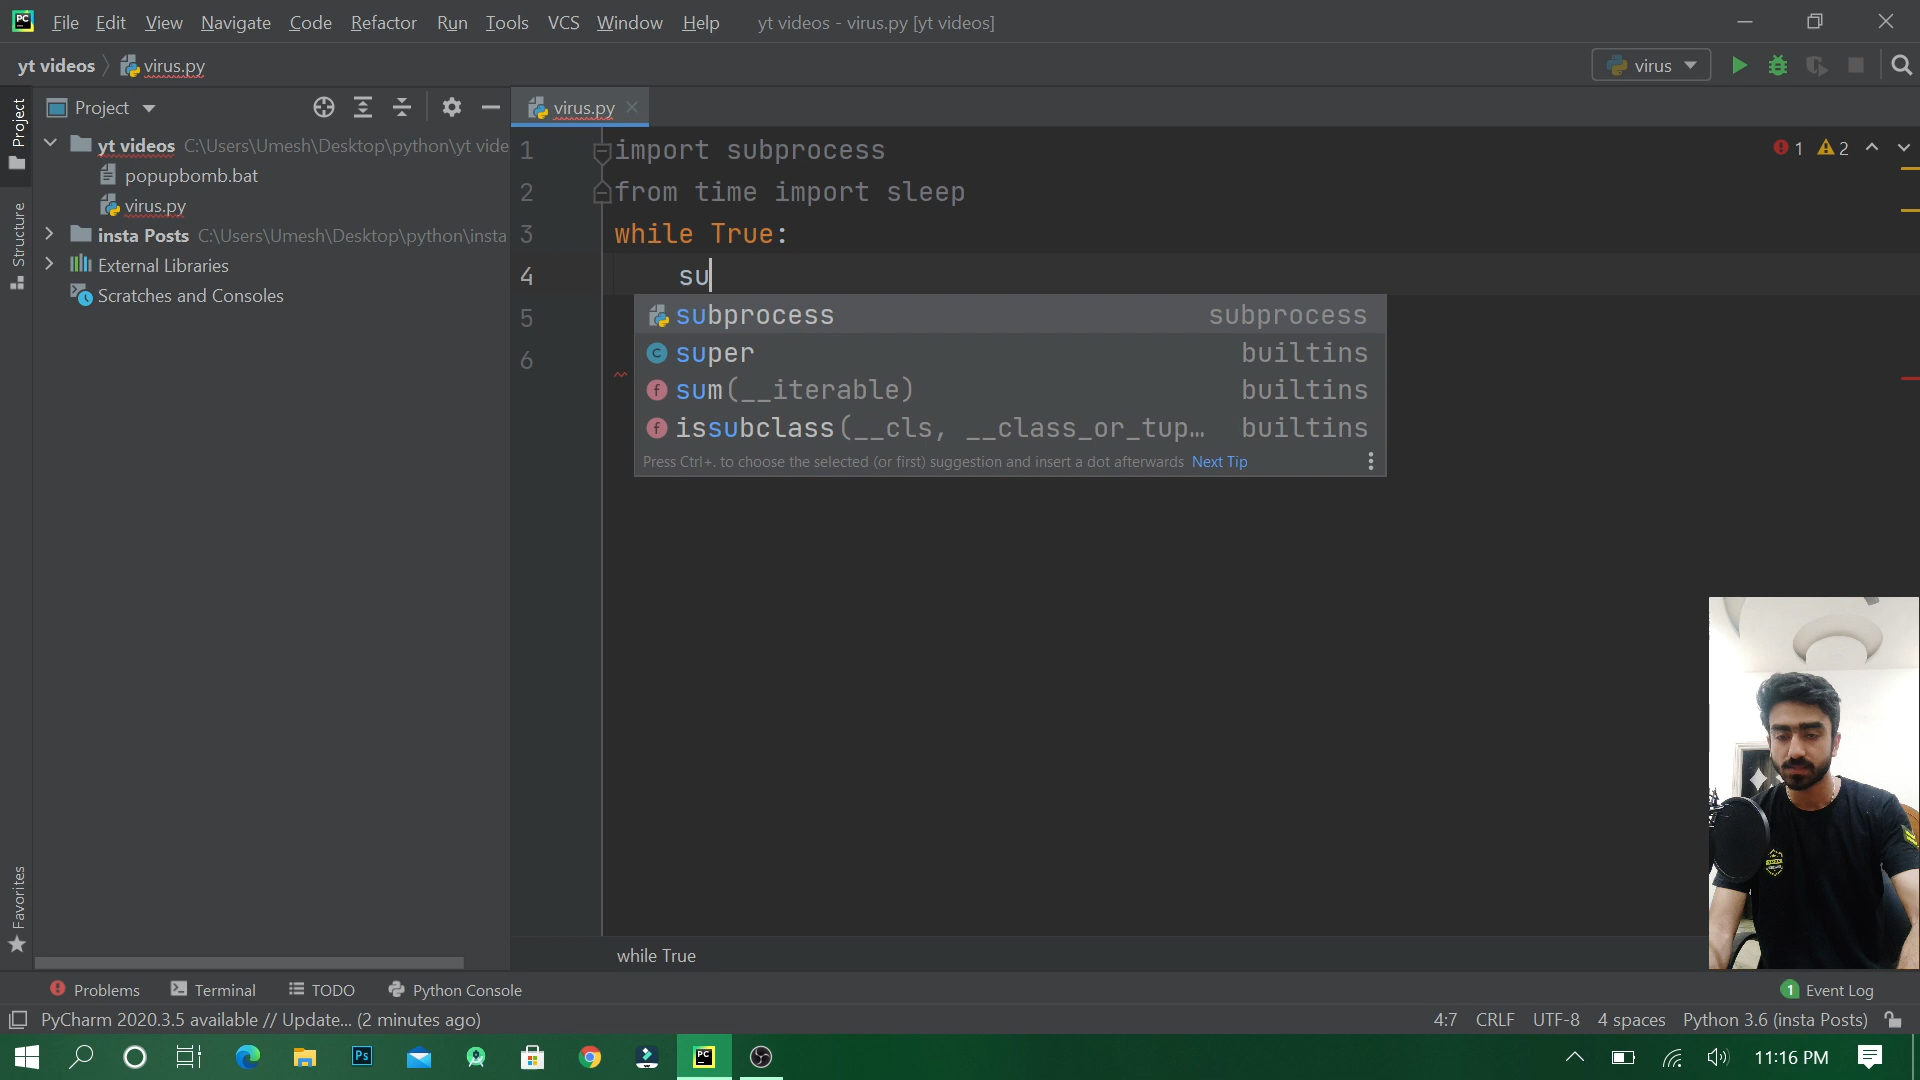 PC File Edit View Navigate Code Refactor Run Tools VCS Window Help yt videos - virus.py [yt videos]
yt videos virus.py virus
Project
Project
virus.py
yt videos C:\Users\Umesh\Desktop\python\yt vide
popupbomb.bat
virus.py
insta Posts C:\Users\Umesh\Desktop\python\insta
External Libraries
Scratches and Consoles
Structure
Favorites
1 import subprocess
1 2
2 from time import sleep
3 while True:
4 su
5
6
subprocess subprocess
c super builtins
f sum(__iterable) builtins
f issubclass(__cls, __class_or_tup... builtins
Press Ctrl+. to choose the selected (or first) suggestion and insert a dot afterwards Next Tip
while True
Problems Terminal TODO Python Console 1 Event Log
PyCharm 2020.3.5 available // Update... (2 minutes ago) 4:7 CRLF UTF-8 4 spaces Python 3.6 (insta Posts)
Ps PC 11:16 PM